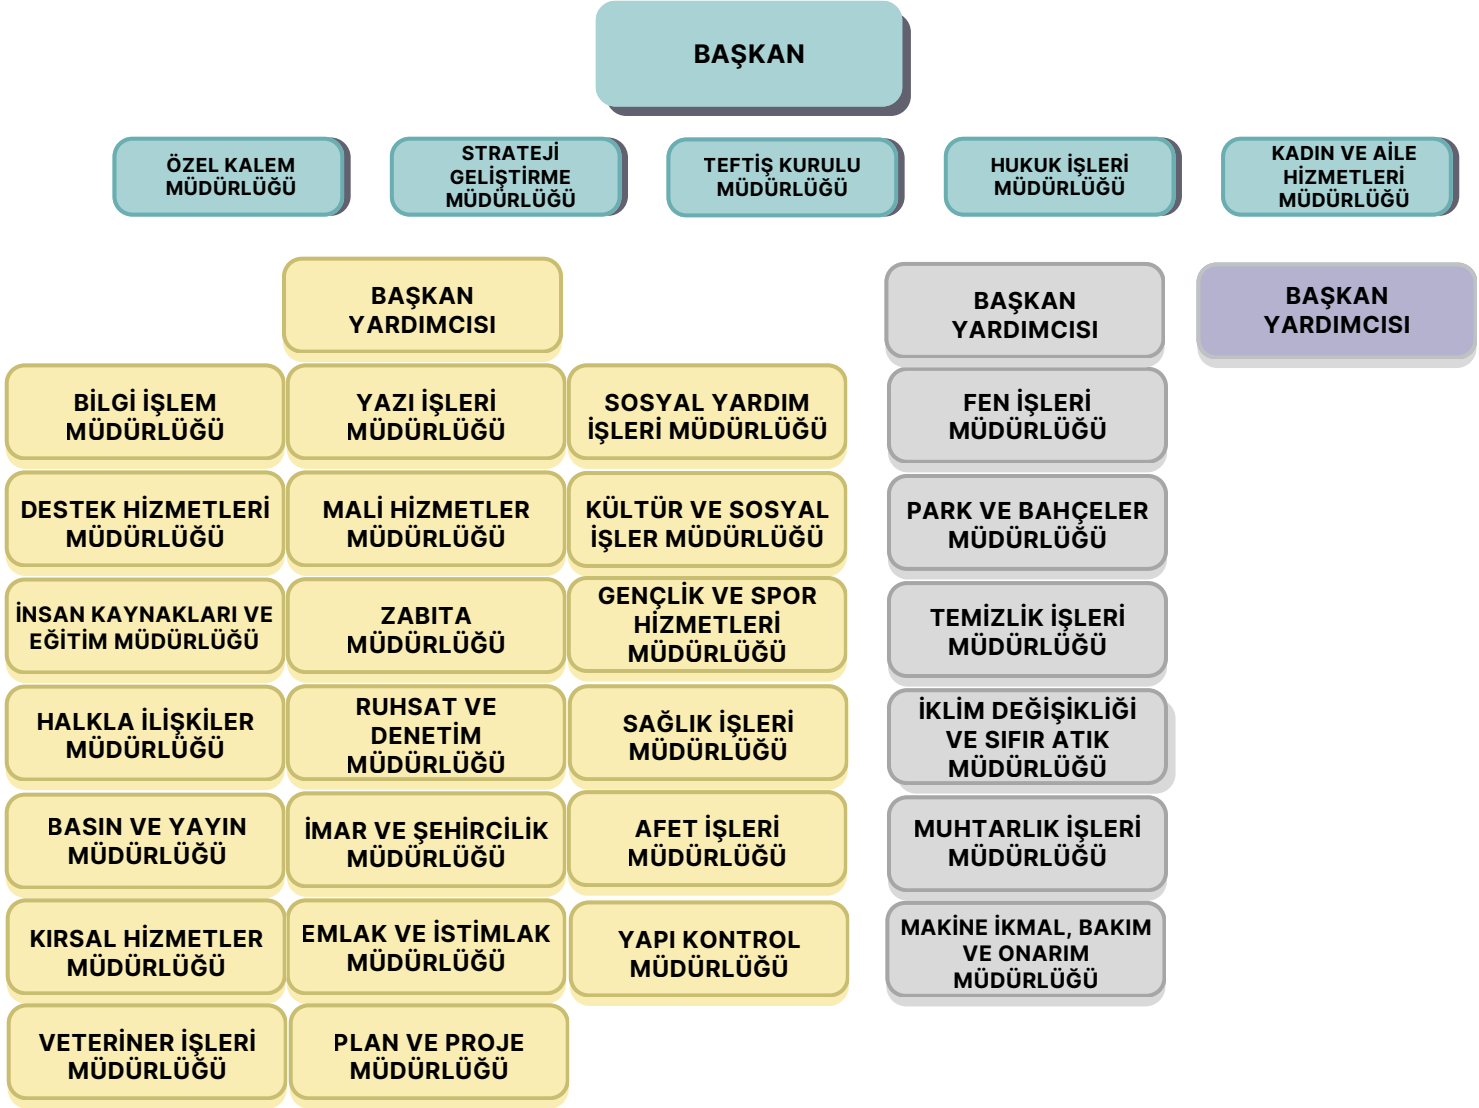 BAŞKAN
ÖZEL KALEM
MÜDÜRLÜĞÜ
STRATEJİ
GELİŞTİRME
MÜDÜRLÜĞÜ
TEFTİŞ KURULU
MÜDÜRLÜĞÜ
HUKUK İŞLERİ
MÜDÜRLÜĞÜ
KADIN VE AİLE
HİZMETLERİ
MÜDÜRLÜĞÜ
BAŞKAN
YARDIMCISI
BİLGİ İŞLEM
MÜDÜRLÜĞÜ
YAZI İŞLERİ
MÜDÜRLÜĞÜ
SOSYAL YARDIM
İŞLERİ MÜDÜRLÜĞÜ
DESTEK HİZMETLERİ
MÜDÜRLÜĞÜ
MALİ HİZMETLER
MÜDÜRLÜĞÜ
KÜLTÜR VE SOSYAL
İŞLER MÜDÜRLÜĞÜ
İNSAN KAYNAKLARI VE
EĞİTİM MÜDÜRLÜĞÜ
ZABITA
MÜDÜRLÜĞÜ
GENÇLİK VE SPOR
HİZMETLERİ
MÜDÜRLÜĞÜ
HALKLA İLİŞKİLER
MÜDÜRLÜĞÜ
RUHSAT VE
DENETİM
MÜDÜRLÜĞÜ
SAĞLIK İŞLERİ
MÜDÜRLÜĞÜ
BASIN VE YAYIN
MÜDÜRLÜĞÜ
İMAR VE ŞEHİRCİLİK
MÜDÜRLÜĞÜ
AFET İŞLERİ
MÜDÜRLÜĞÜ
KIRSAL HİZMETLER
MÜDÜRLÜĞÜ
EMLAK VE İSTİMLAK
MÜDÜRLÜĞÜ
YAPI KONTROL
MÜDÜRLÜĞÜ
VETERİNER İŞLERİ
MÜDÜRLÜĞÜ
PLAN VE PROJE
MÜDÜRLÜĞÜ
BAŞKAN
YARDIMCISI
FEN İŞLERİ
MÜDÜRLÜĞÜ
PARK VE BAHÇELER
MÜDÜRLÜĞÜ
TEMİZLİK İŞLERİ
MÜDÜRLÜĞÜ
İKLİM DEĞİŞİKLİĞİ
VE SIFIR ATIK
MÜDÜRLÜĞÜ
MUHTARLIK İŞLERİ
MÜDÜRLÜĞÜ
MAKİNE İKMAL, BAKIM
VE ONARIM
MÜDÜRLÜĞÜ
BAŞKAN
YARDIMCISI